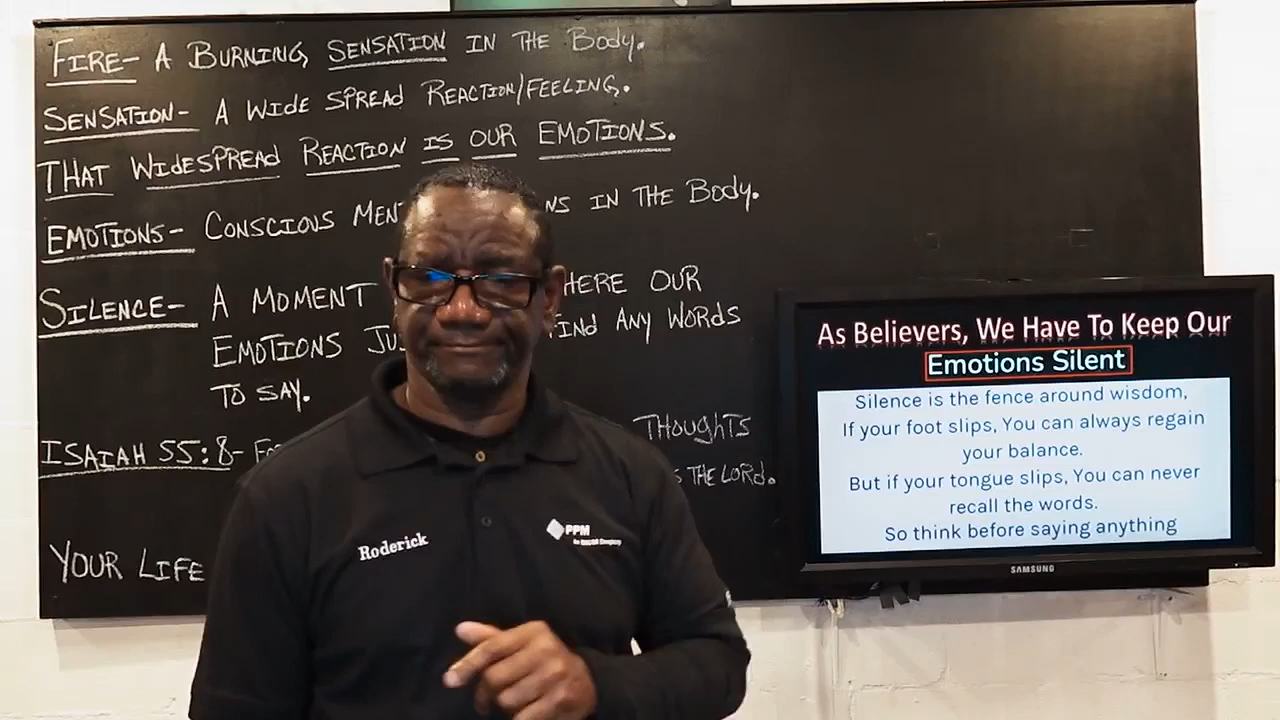 FIRE- A BURNING, SENSATION IN THE BODY.
SENSATION- A WIDE SPREAD REACTION/FEELING.
THAT WIDESPREAD REACTION IS OUR EMOTIONS.
EMOTIONS- CONSCIOUS MEN NS IN THE BODY.
SILENCE- A MOMENT HERE OUR
EMOTIONS JU IND ANY WORDS
TO SAY.
ISAIAH 55:8- THOUGHTS
THE LORD.
YOUR LIFE
Roderick
PPM
As Believers, We Have To Keep Our
Emotions Silent
Silence is the fence around wisdom,
If your foot slips, You can always regain
your balance.
But if your tongue slips, You can never
recall the words.
So think before saying anything
SAMSUNG